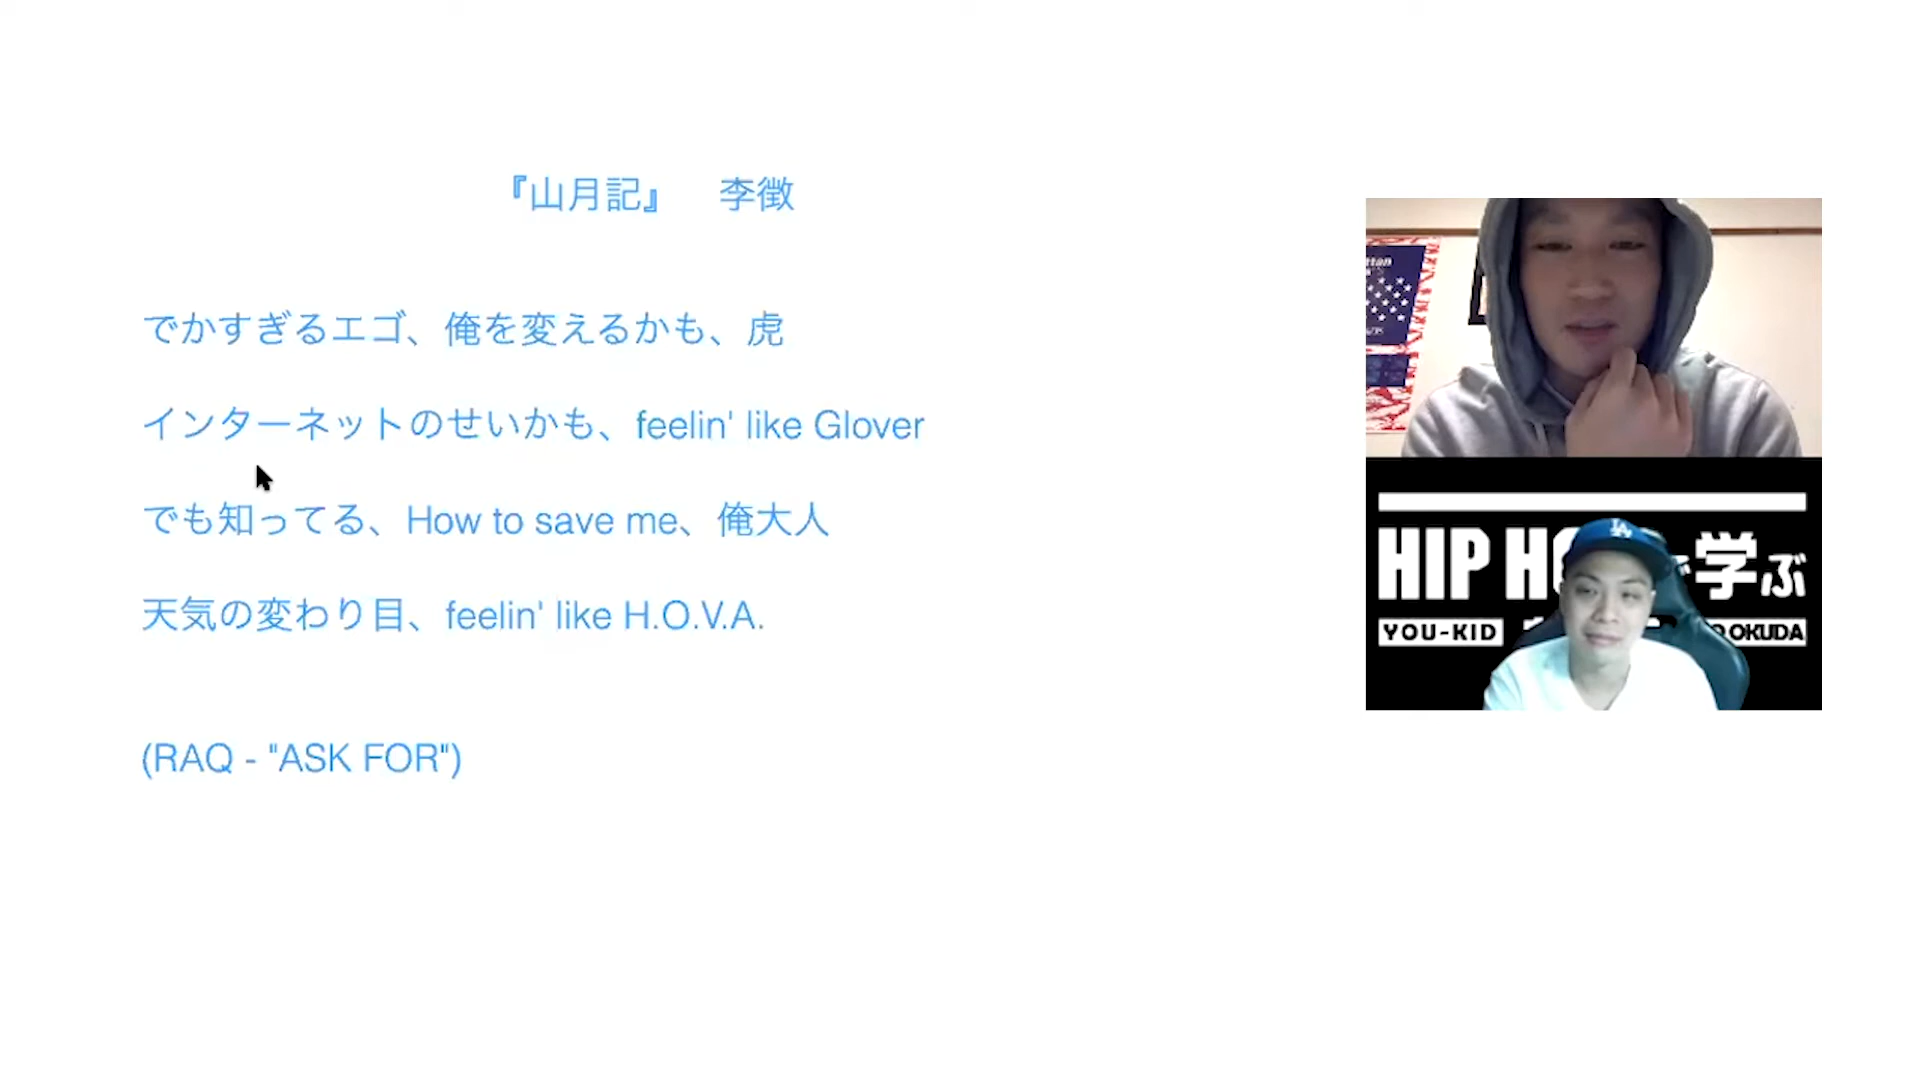 『山月記』　李徴
でかすぎるエゴ、俺を変えるかも、虎
インターネットのせいかも、feelin' like Glover
でも知ってる、How to save me、俺大人
天気の変わり目、feelin' like H.O.V.A.
(RAQ - "ASK FOR")
ttan
LA
HIP HO 学ぶ
YOU-KID
OKUDA